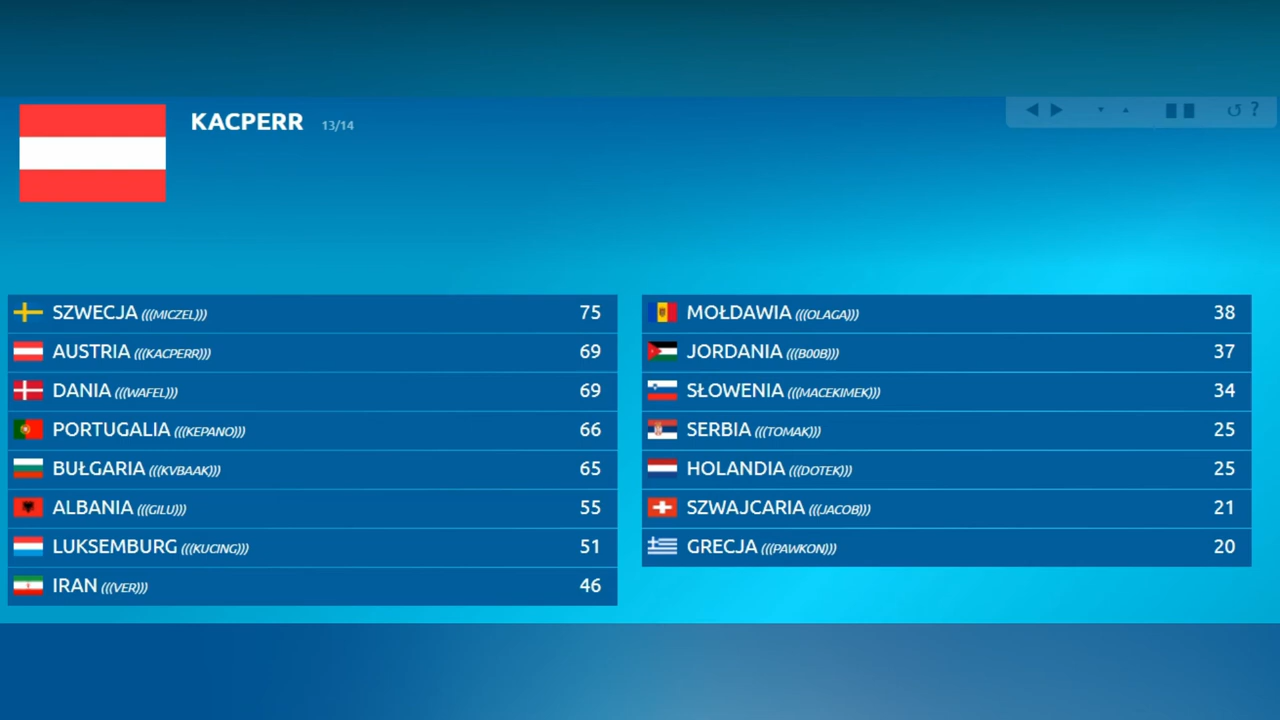 KACPERR 13/14
?
SZWECJA (((MICZEL))) 75
AUSTRIA (((KACPERR))) 69
DANIA (((WAFEL))) 69
PORTUGALIA (((KEPANO))) 66
BUŁGARIA (((KVBAAK))) 65
ALBANIA (((GILU))) 55
LUKSEMBURG (((KUCING))) 51
IRAN (((VER))) 46
MOŁDAWIA (((OLAGA))) 38
JORDANIA (((B00B))) 37
SŁOWENIA (((MACEKIMEK))) 34
SERBIA (((TOMAK))) 25
HOLANDIA (((DOTEK))) 25
SZWAJCARIA (((JACOB))) 21
GRECJA (((PAWKON))) 20